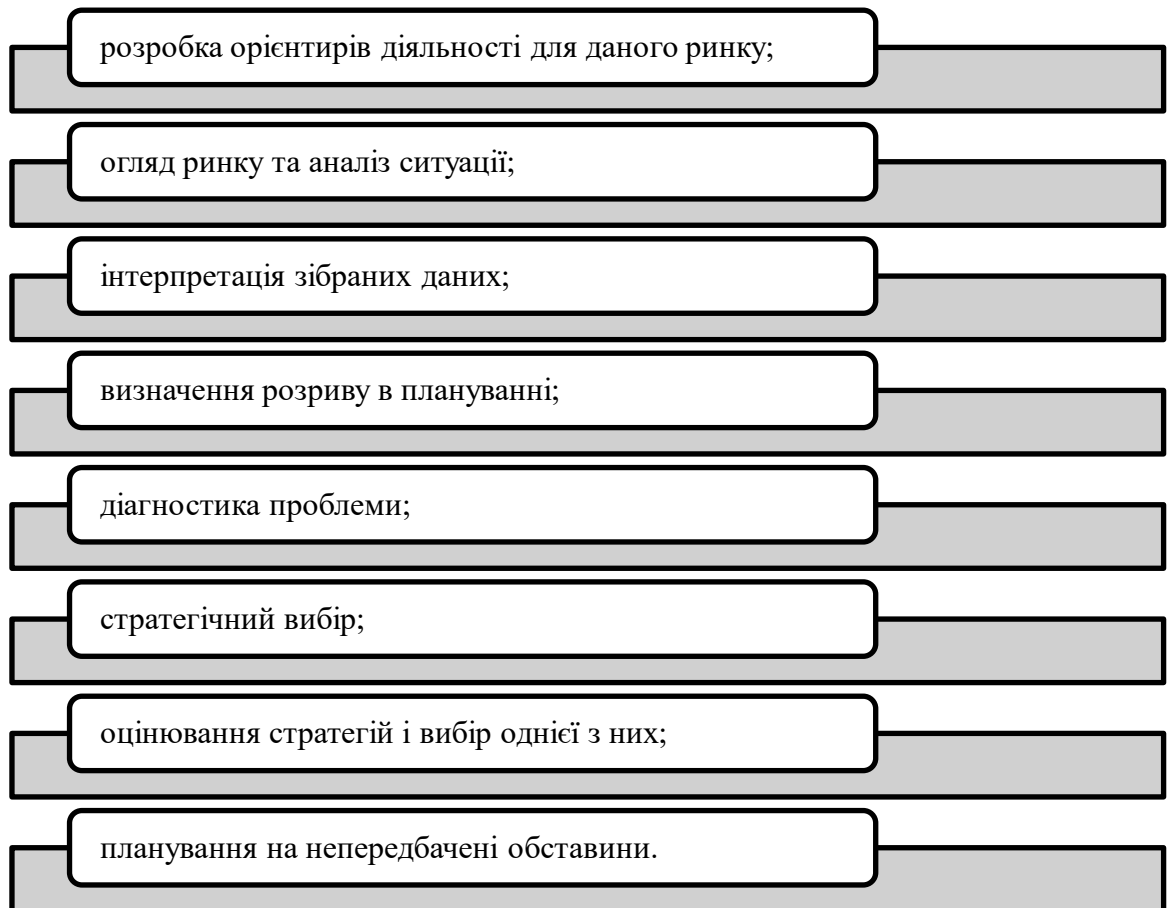 розробка орієнтирів діяльності для даного ринку;
огляд ринку та аналіз ситуації;
інтерпретація зібраних даних;
визначення розриву в плануванні;
діагностика проблеми;
стратегічний вибір;
оцінювання стратегій і вибір однієї з них;
планування на непередбачені обставини.